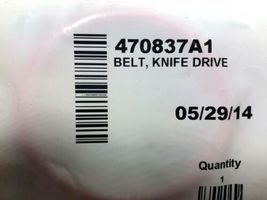 470837A1
BELT, KNIFE DRIVE
05/29/14
Quantity
1